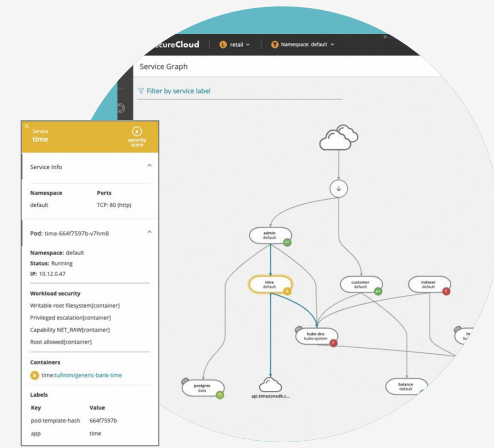 cureCloud
retail
Namespace: default
Service Graph
Filter by service label
Service
time
security
score
Service Info
Namespace Ports
default TCP: 80 (http)
Pod: time-664f7597b-v7hm8
Namespace: default
Status: Running
IP: 10.12.0.47
Workload security
Writable root filesystem[container]
Privileged escalation[container]
Capability NET_RAW[container]
Root allowed[container]
Containers
time:tufinim/generic-bank-time
Labels
Key Value
pod-template-hash 664f7597b
app time
admin
default
time
default
customer
default
indexer
default
kube-dns
kube-system
postgres
data
api.timezonedb.c...
balance
default